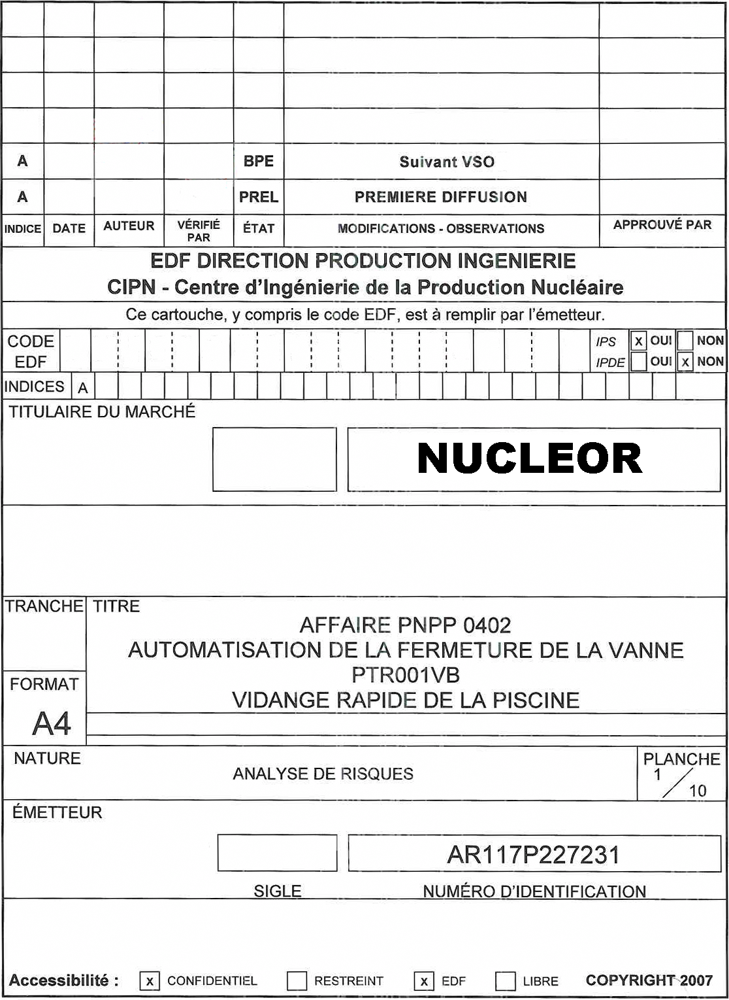 A BPE Suivant VSO
A PREL PREMIERE DIFFUSION
INDICE DATE AUTEUR VÉRIFIÉ PAR ÉTAT MODIFICATIONS - OBSERVATIONS APPROUVÉ PAR
EDF DIRECTION PRODUCTION INGENIERIE
CIPN - Centre d'Ingénierie de la Production Nucléaire
Ce cartouche, y compris le code EDF, est à remplir par l'émetteur.
CODE EDF
IPS x OUI NON
IPDE OUI x NON
INDICES A
TITULAIRE DU MARCHÉ
NUCLEOR
TRANCHE
TITRE
AFFAIRE PNPP 0402
AUTOMATISATION DE LA FERMETURE DE LA VANNE
PTR001VB
VIDANGE RAPIDE DE LA PISCINE
FORMAT
A4
NATURE
ANALYSE DE RISQUES
PLANCHE
1 / 10
ÉMETTEUR
AR117P227231
SIGLE
NUMÉRO D'IDENTIFICATION
Accessibilité : x CONFIDENTIEL RESTREINT x EDF LIBRE COPYRIGHT 2007